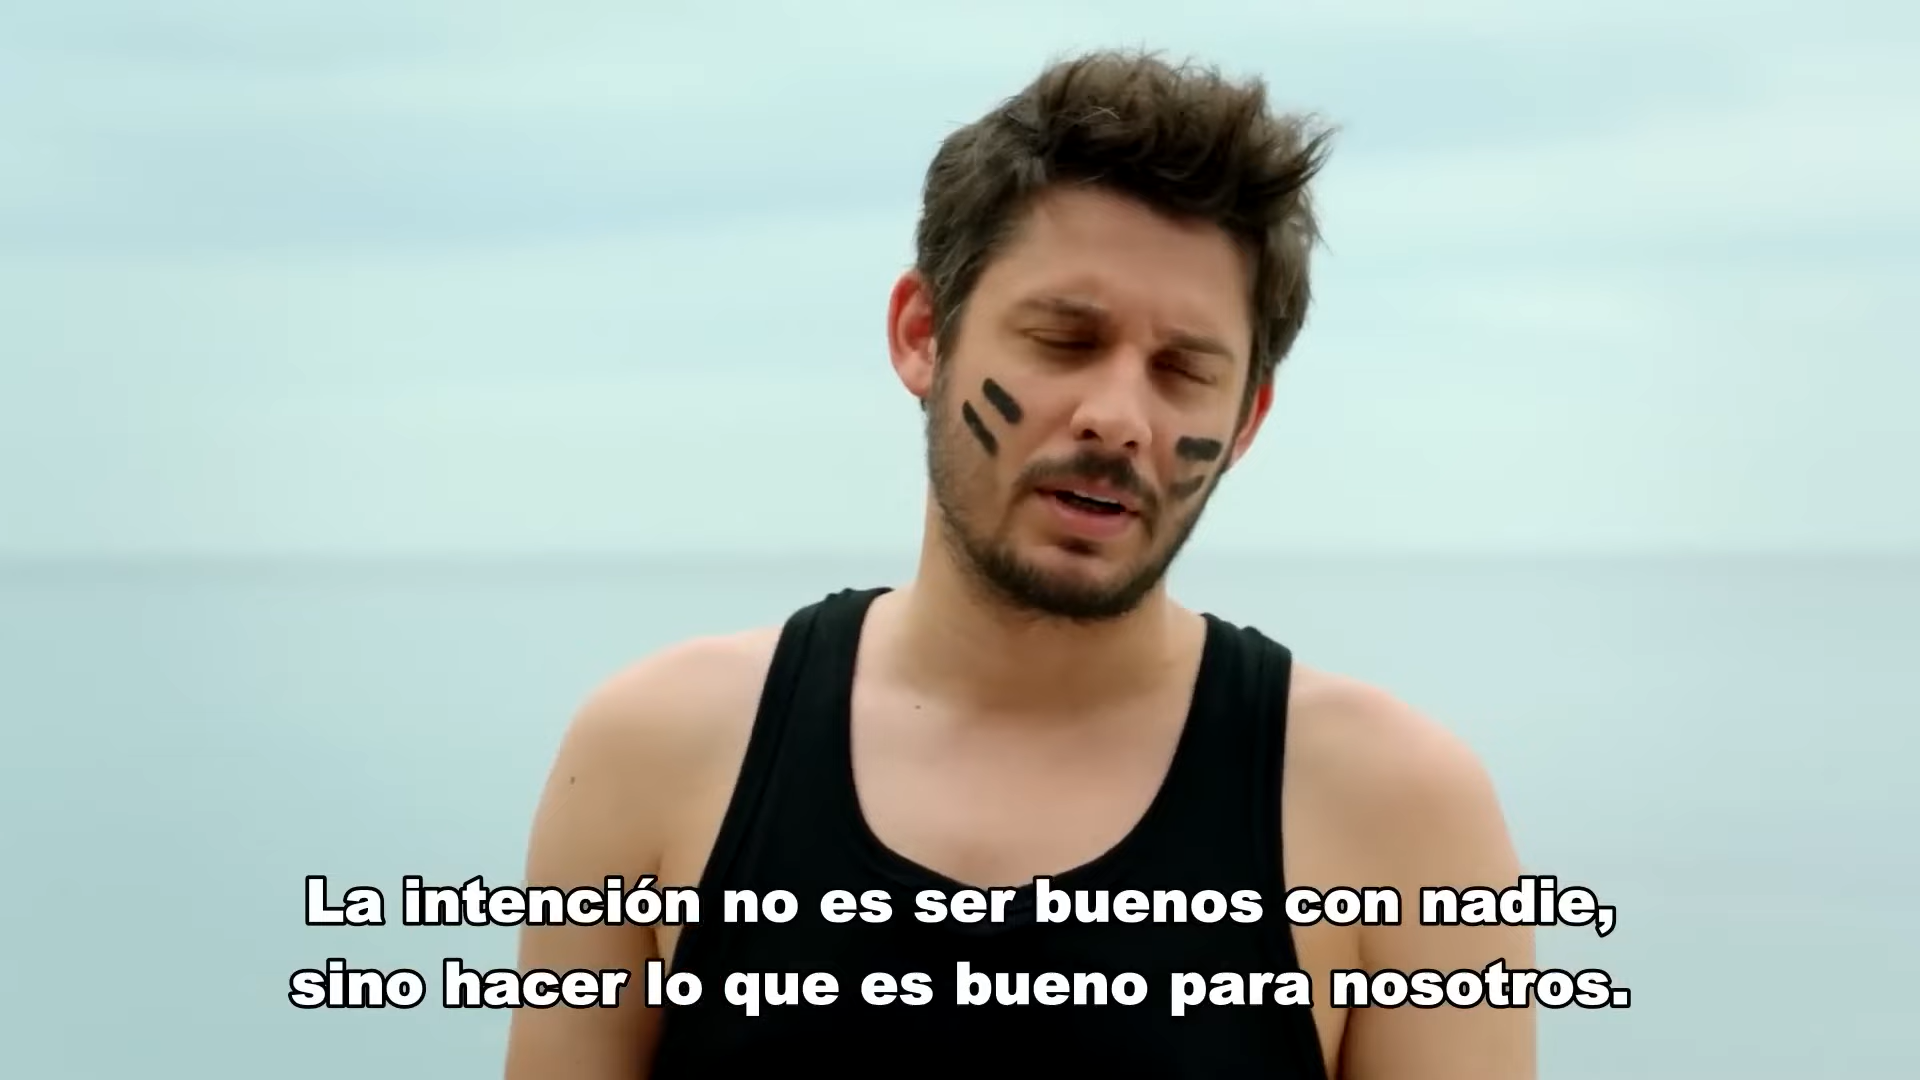 La intención no es ser buenos con nadie,
sino hacer lo que es bueno para nosotros.